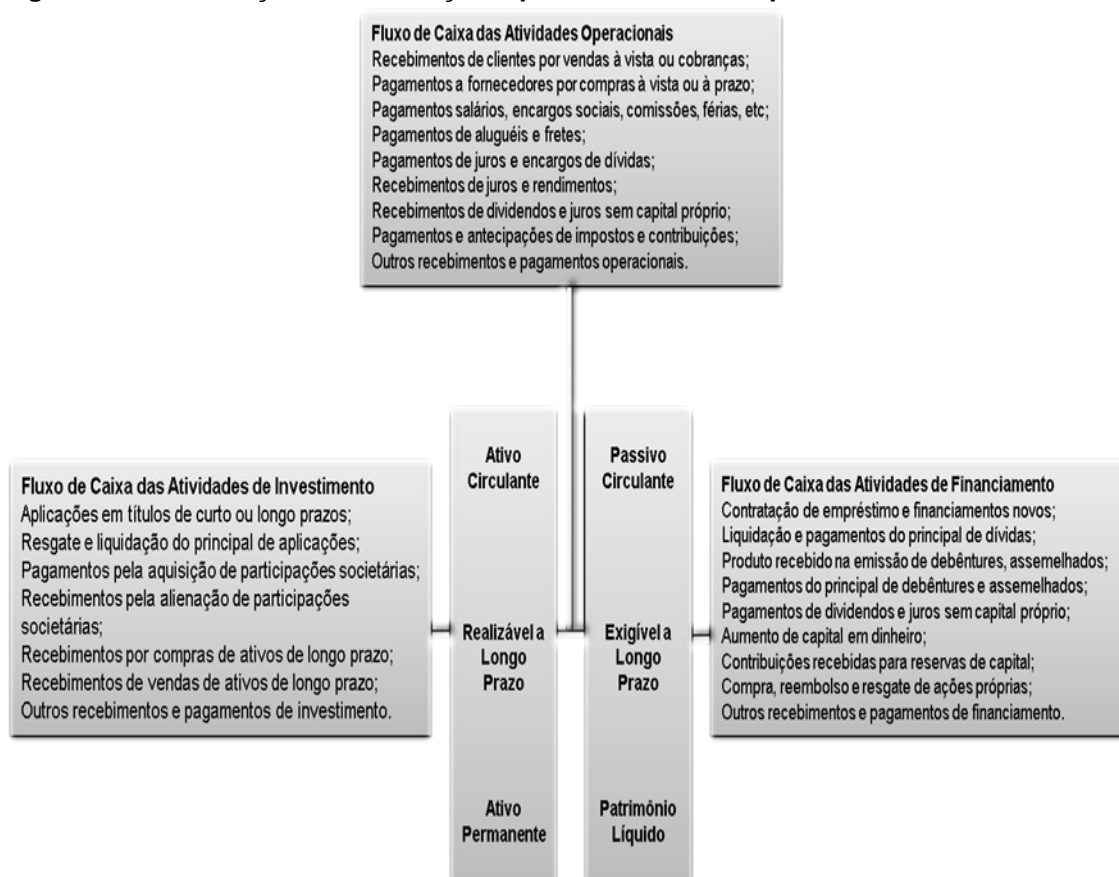 Fluxo de Caixa das Atividades Operacionais
Recebimentos de clientes por vendas à vista ou cobranças;
Pagamentos a fornecedores por compras à vista ou à prazo;
Pagamentos salários, encargos sociais, comissões, férias, etc;
Pagamentos de aluguéis e fretes;
Pagamentos de juros e encargos de dívidas;
Recebimentos de juros e rendimentos;
Recebimentos de dividendos e juros sem capital próprio;
Pagamentos e antecipações de impostos e contribuições;
Outros recebimentos e pagamentos operacionais.
Fluxo de Caixa das Atividades de Investimento
Aplicações em títulos de curto ou longo prazos;
Resgate e liquidação do principal de aplicações;
Pagamentos pela aquisição de participações societárias;
Recebimentos pela alienação de participações
societárias;
Recebimentos por compras de ativos de longo prazo;
Recebimentos de vendas de ativos de longo prazo;
Outros recebimentos e pagamentos de investimento.
Ativo
Circulante
Realizável a
Longo
Prazo
Ativo
Permanente
Passivo
Circulante
Exigível a
Longo
Prazo
Patrimônio
Líquido
Fluxo de Caixa das Atividades de Financiamento
Contratação de empréstimo e financiamentos novos;
Liquidação e pagamentos do principal de dívidas;
Produto recebido na emissão de debêntures, assemelhados;
Pagamentos do principal de debêntures e assemelhados;
Pagamentos de dividendos e juros sem capital próprio;
Aumento de capital em dinheiro;
Contribuições recebidas para reservas de capital;
Compra, reembolso e resgate de ações próprias;
Outros recebimentos e pagamentos de financiamento.